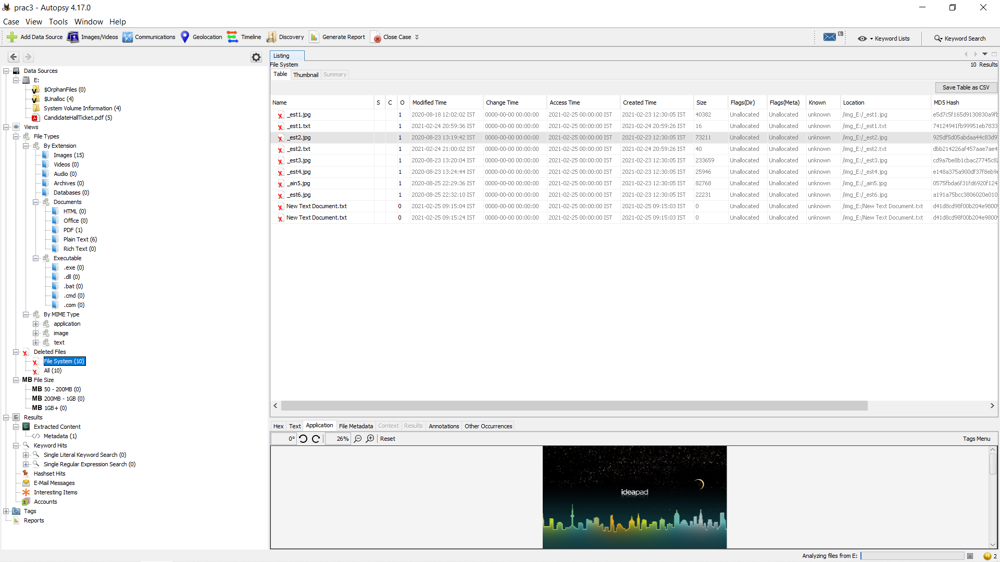 prac3 - Autopsy 4.17.0
Case View Tools Window Help
Add Data Source Images/Videos Communications Geolocation Timeline Discovery Generate Report Close Case 6 Keyword Lists Keyword Search
Data Sources
E:
$OrphanFiles (0)
$Unalloc (4)
System Volume Information (4)
CandidateHallTicket.pdf (5)
Views
File Types
By Extension
Images (15)
Videos (0)
Audio (0)
Archives (0)
Databases (0)
Documents
HTML (0)
Office (0)
PDF (1)
Plain Text (6)
Rich Text (0)
Executable
.exe (0)
.dll (0)
.bat (0)
.cmd (0)
.com (0)
By MIME Type
application
image
text
Deleted Files
File System (10)
All (10)
MB File Size
MB 50 - 200MB (0)
MB 200MB - 1GB (0)
MB 1GB+ (0)
Results
Extracted Content
Metadata (1)
Keyword Hits
Single Literal Keyword Search (0)
Single Regular Expression Search (0)
Hashset Hits
E-Mail Messages
Interesting Items
Accounts
Tags
Reports
Listing
File System 10 Results
Table Thumbnail Summary
Save Table as CSV
Name S C O Modified Time Change Time Access Time Created Time Size Flags(Dir) Flags(Meta) Known Location MD5 Hash
_est1.jpg 1 2020-08-18 12:02:02 IST 0000-00-00 00:00:00 2021-02-25 00:00:00 IST 2021-02-23 12:30:05 IST 40382 Unallocated Unallocated unknown /img_E:/_est1.jpg e5d7c5f165d9130830a9fb
_est1.txt 1 2021-02-24 20:59:36 IST 0000-00-00 00:00:00 2021-02-25 00:00:00 IST 2021-02-24 20:59:26 IST 16 Unallocated Unallocated unknown /img_E:/_est1.txt 74124941fb99951eb7833
_est2.jpg 1 2020-08-23 13:19:42 IST 0000-00-00 00:00:00 2021-02-25 00:00:00 IST 2021-02-23 12:30:05 IST 73211 Unallocated Unallocated unknown /img_E:/_est2.jpg 925df5d05abdaa44c83d9
_est2.txt 1 2021-02-24 21:00:02 IST 0000-00-00 00:00:00 2021-02-25 00:00:00 IST 2021-02-24 20:59:26 IST 40 Unallocated Unallocated unknown /img_E:/_est2.txt dbb214226af457aae7ae4
_est3.jpg 1 2020-08-23 13:20:04 IST 0000-00-00 00:00:00 2021-02-25 00:00:00 IST 2021-02-23 12:30:05 IST 233659 Unallocated Unallocated unknown /img_E:/_est3.jpg cd9a7be8b1cbac27745c82
_est4.jpg 1 2020-08-23 13:24:44 IST 0000-00-00 00:00:00 2021-02-25 00:00:00 IST 2021-02-23 12:30:05 IST 25946 Unallocated Unallocated unknown /img_E:/_est4.jpg e148a375a900df37f8eb9e
_ain5.jpg 1 2020-08-25 22:29:36 IST 0000-00-00 00:00:00 2021-02-25 00:00:00 IST 2021-02-23 12:30:05 IST 82768 Unallocated Unallocated unknown /img_E:/_ain5.jpg 0575fbda6f31fd6920f124
_est6.jpg 1 2020-08-25 22:32:10 IST 0000-00-00 00:00:00 2021-02-25 00:00:00 IST 2021-02-23 12:30:05 IST 22231 Unallocated Unallocated unknown /img_E:/_est6.jpg a191a75bcc3806020e010
New Text Document.txt 0 2021-02-25 09:15:04 IST 0000-00-00 00:00:00 2021-02-25 00:00:00 IST 2021-02-25 09:15:03 IST 0 Unallocated Unallocated unknown /img_E:/New Text Document.txt d41d8cd98f00b204e9800
New Text Document.txt 0 2021-02-25 09:15:24 IST 0000-00-00 00:00:00 2021-02-25 00:00:00 IST 2021-02-25 09:15:03 IST 0 Unallocated Unallocated unknown /img_E:/New Text Document.txt d41d8cd98f00b204e9800
Hex Text Application File Metadata Context Results Annotations Other Occurrences
0° 26% Reset Tags Menu
ideapad
Analyzing files from E: 2